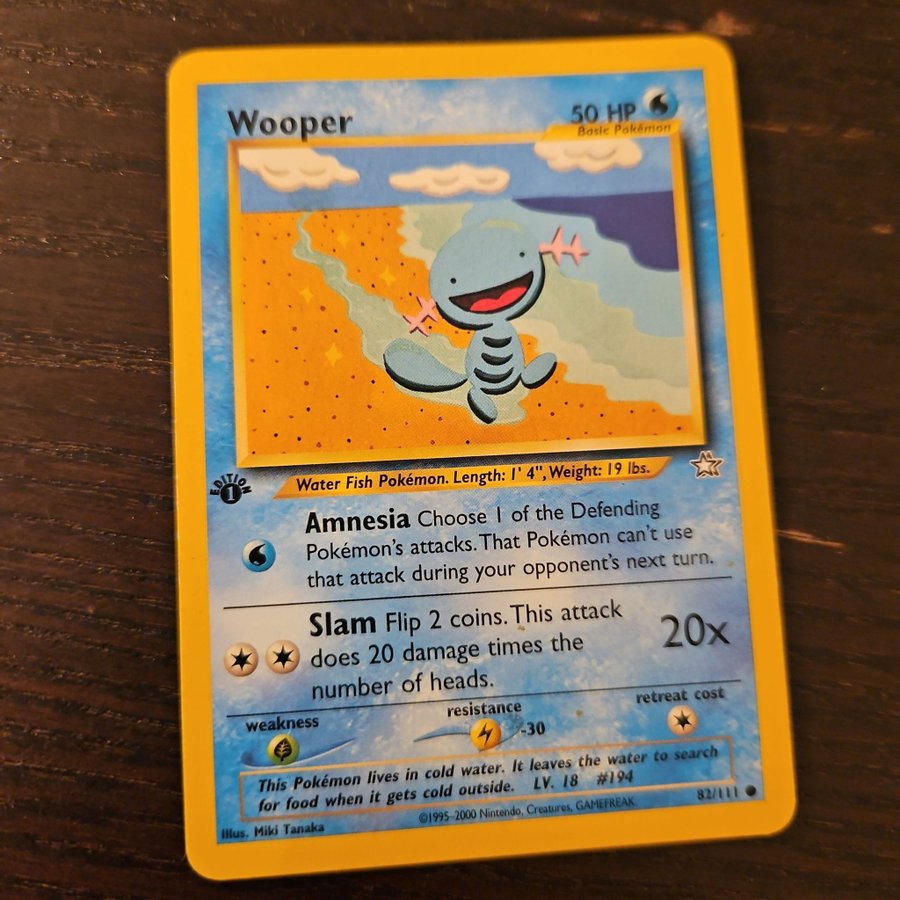 Wooper
50 HP
Basic Pokémon
Water Fish Pokémon. Length: 1' 4", Weight: 19 lbs.
EDITION
1
Amnesia Choose 1 of the Defending
Pokémon's attacks. That Pokémon can't use
that attack during your opponent's next turn.
Slam Flip 2 coins. This attack
does 20 damage times the
number of heads.
20x
weakness
resistance
retreat cost
-30
This Pokémon lives in cold water. It leaves the water to search
for food when it gets cold outside. LV. 18 #194
Illus. Miki Tanaka
©1995-2000 Nintendo, Creatures, GAMEFREAK
82/111